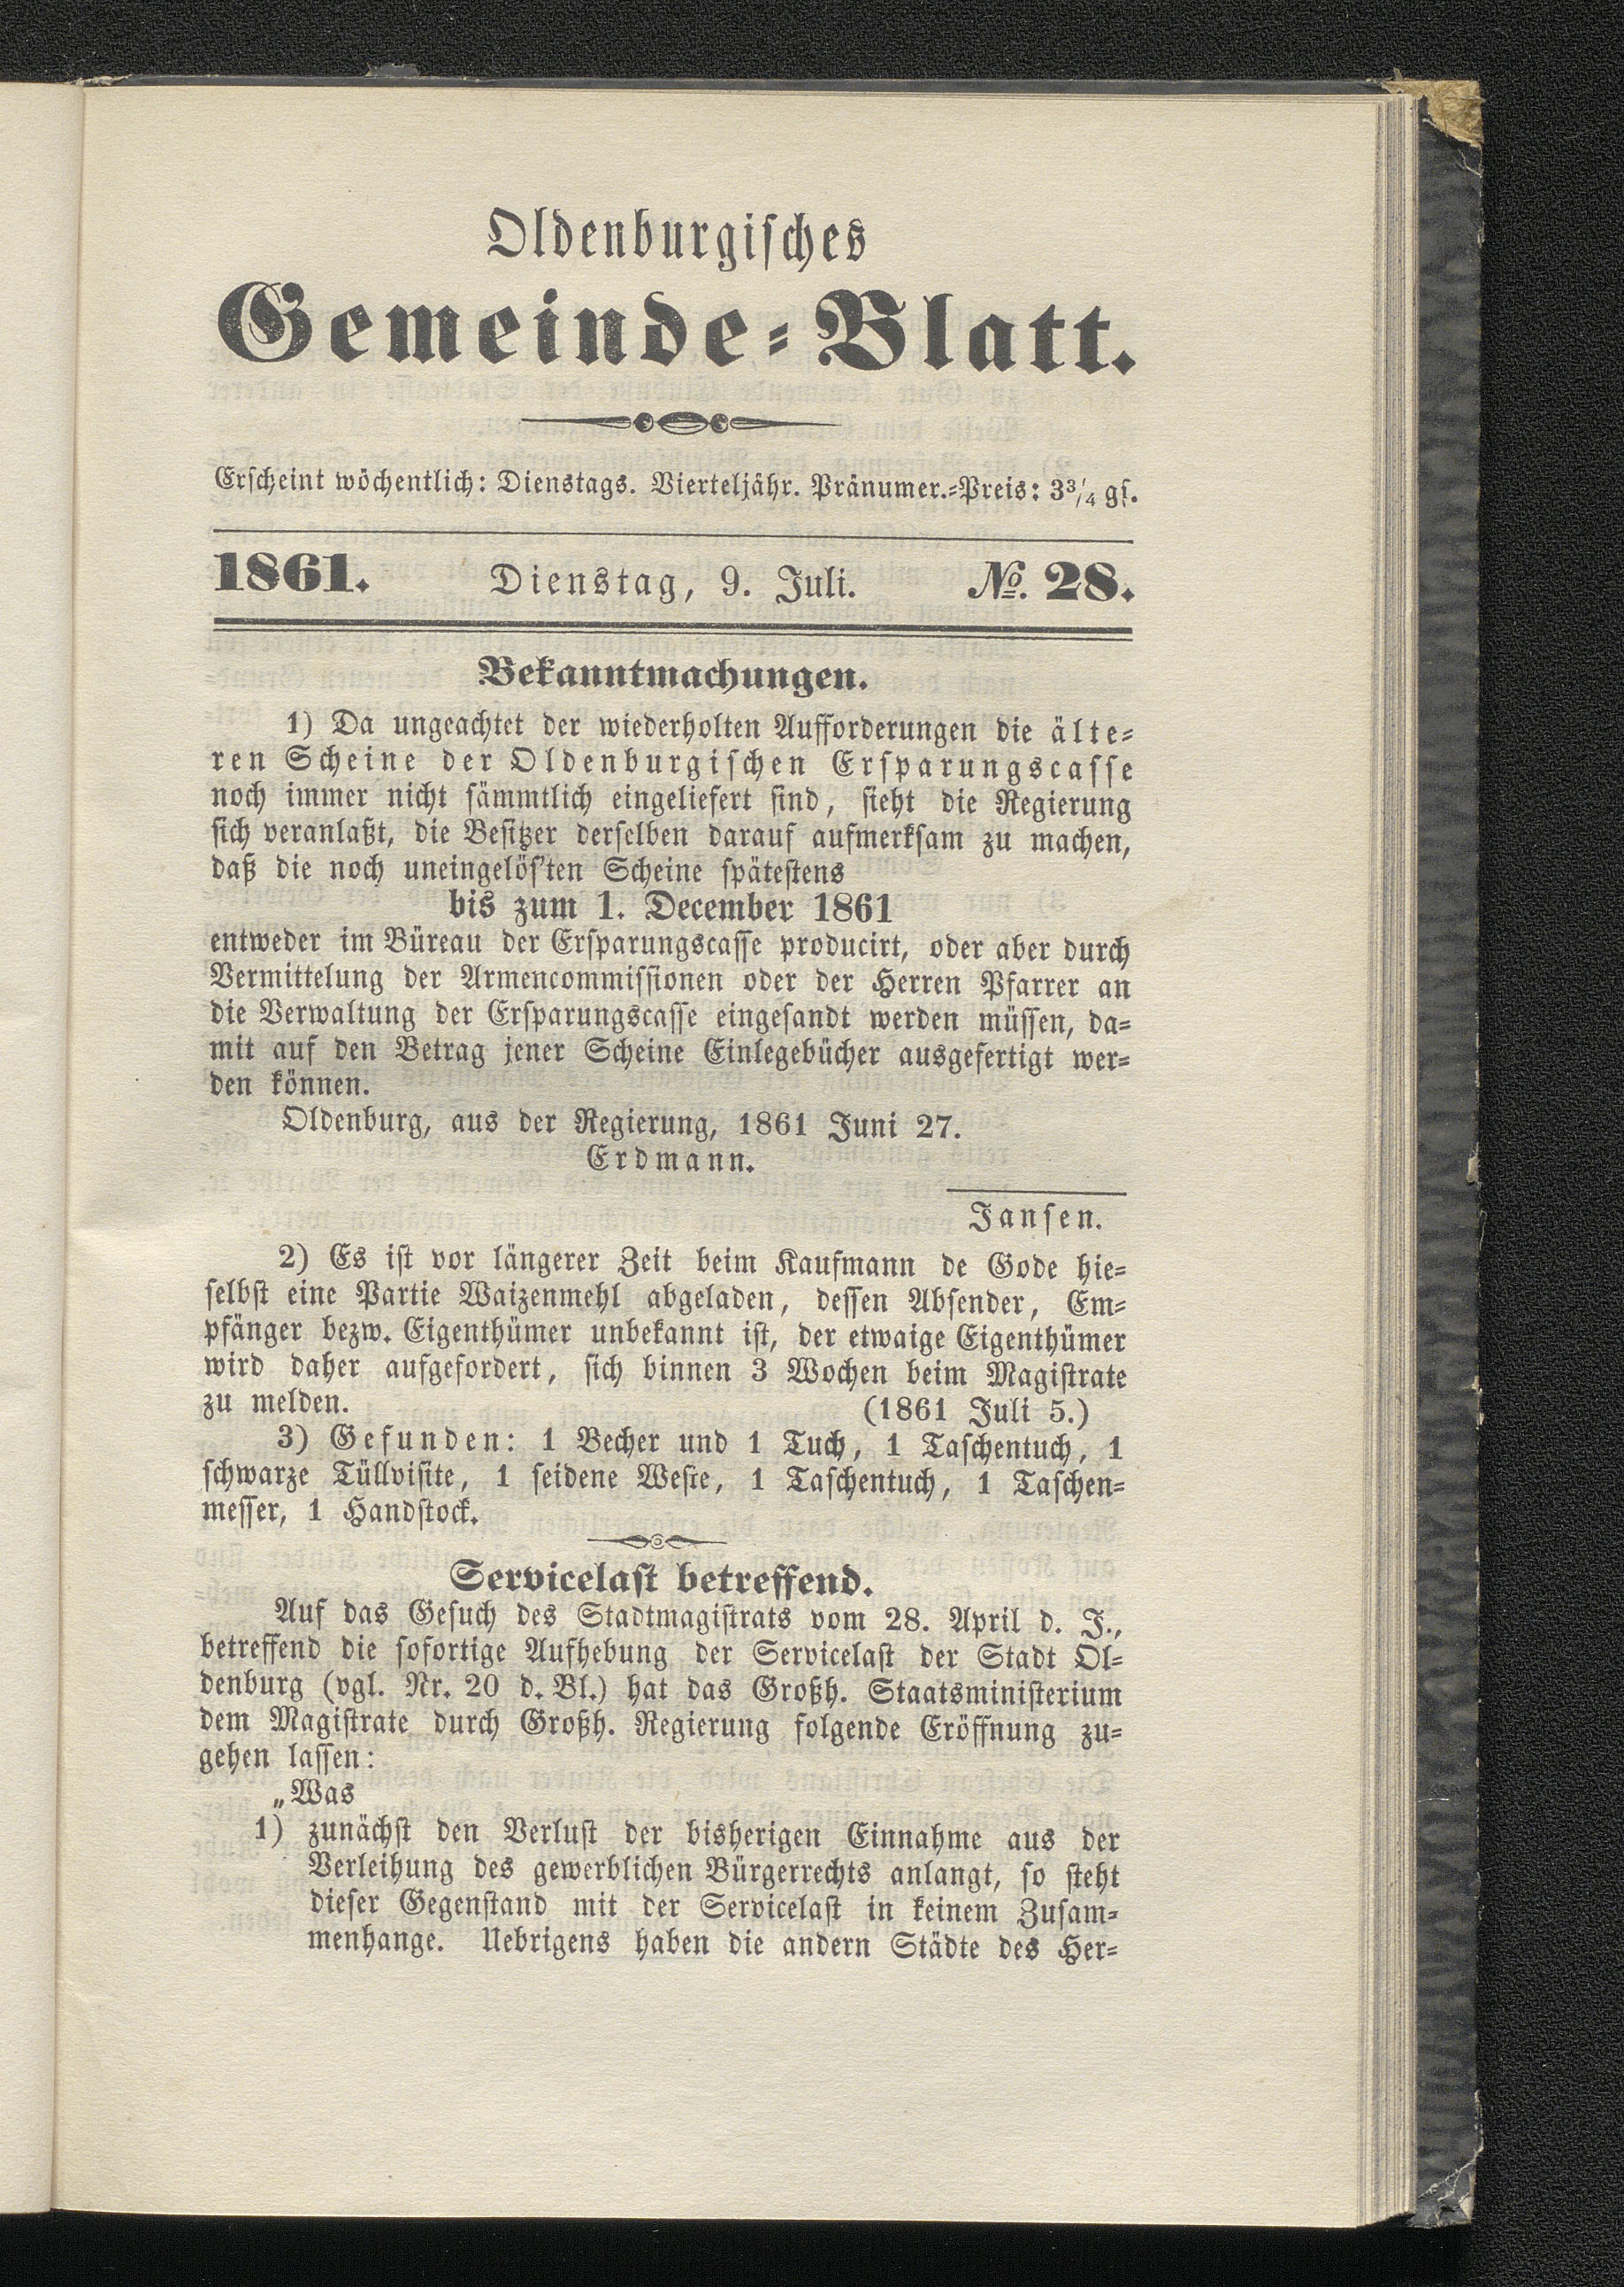 Oldenburgisches
Gemeinde-Blatt.
Erscheint wöchentlich: Dienstags. Vierteljähr. Pränumer.-Preis: 3¾ gs.
1861. Dienstag, 9. Juli. №. 28.
Bekanntmachungen.
1) Da ungeachtet der wiederholten Aufforderungen die älte-
ren Scheine der Oldenburgischen Ersparungscasse
noch immer nicht sämmtlich eingeliefert sind, sieht die Regierung
sich veranlaßt, die Besitzer derselben darauf aufmerksam zu machen,
daß die noch uneingelös'ten Scheine spätestens
bis zum 1. December 1861
entweder im Büreau der Ersparungscasse producirt, oder aber durch
Vermittelung der Armencommissionen oder der Herren Pfarrer an
die Verwaltung der Ersparungscasse eingesandt werden müssen, da-
mit auf den Betrag jener Scheine Einlegebücher ausgefertigt wer-
den können.
Oldenburg, aus der Regierung, 1861 Juni 27.
Erdmann.
Jansen.
2) Es ist vor längerer Zeit beim Kaufmann de Gode hie-
selbst eine Partie Waizenmehl abgeladen, dessen Absender, Em-
pfänger bezw. Eigenthümer unbekannt ist, der etwaige Eigenthümer
wird daher aufgefordert, sich binnen 3 Wochen beim Magistrate
zu melden. (1861 Juli 5.)
3) Gefunden: 1 Becher und 1 Tuch, 1 Taschentuch, 1
schwarze Tüllvisite, 1 seidene Weste, 1 Taschentuch, 1 Taschen-
messer, 1 Handstock.
Servicelast betreffend.
Auf das Gesuch des Stadtmagistrats vom 28. April d. J.,
betreffend die sofortige Aufhebung der Servicelast der Stadt Ol-
denburg (vgl. Nr. 20 d. Bl.) hat das Großh. Staatsministerium
dem Magistrate durch Großh. Regierung folgende Eröffnung zu-
gehen lassen:
„Was
1) zunächst den Verlust der bisherigen Einnahme aus der
Verleihung des gewerblichen Bürgerrechts anlangt, so steht
dieser Gegenstand mit der Servicelast in keinem Zusam-
menhange. Uebrigens haben die andern Städte des Her-